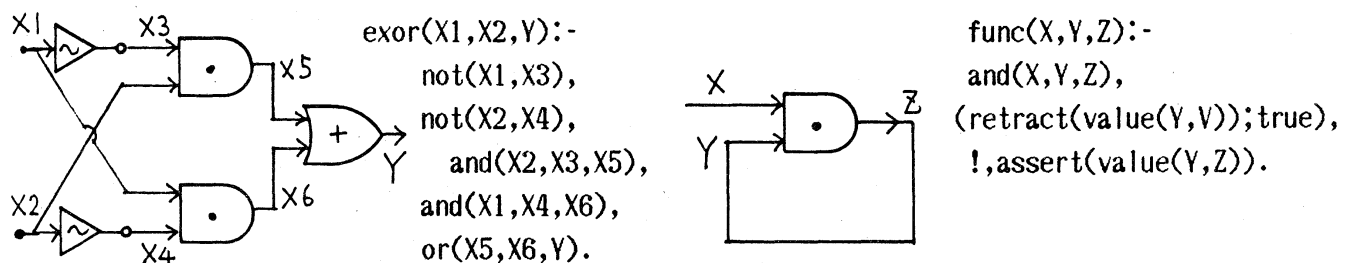 X1
X3
~
.
X5
X2
~
X4
.
X6
+
Y
exor(X1,X2,Y):-
not(X1,X3),
not(X2,X4),
and(X2,X3,X5),
and(X1,X4,X6),
or(X5,X6,Y).
X
Y
.
Z
func(X,Y,Z):-
and(X,Y,Z),
(retract(value(Y,V));true),
!,assert(value(Y,Z)).